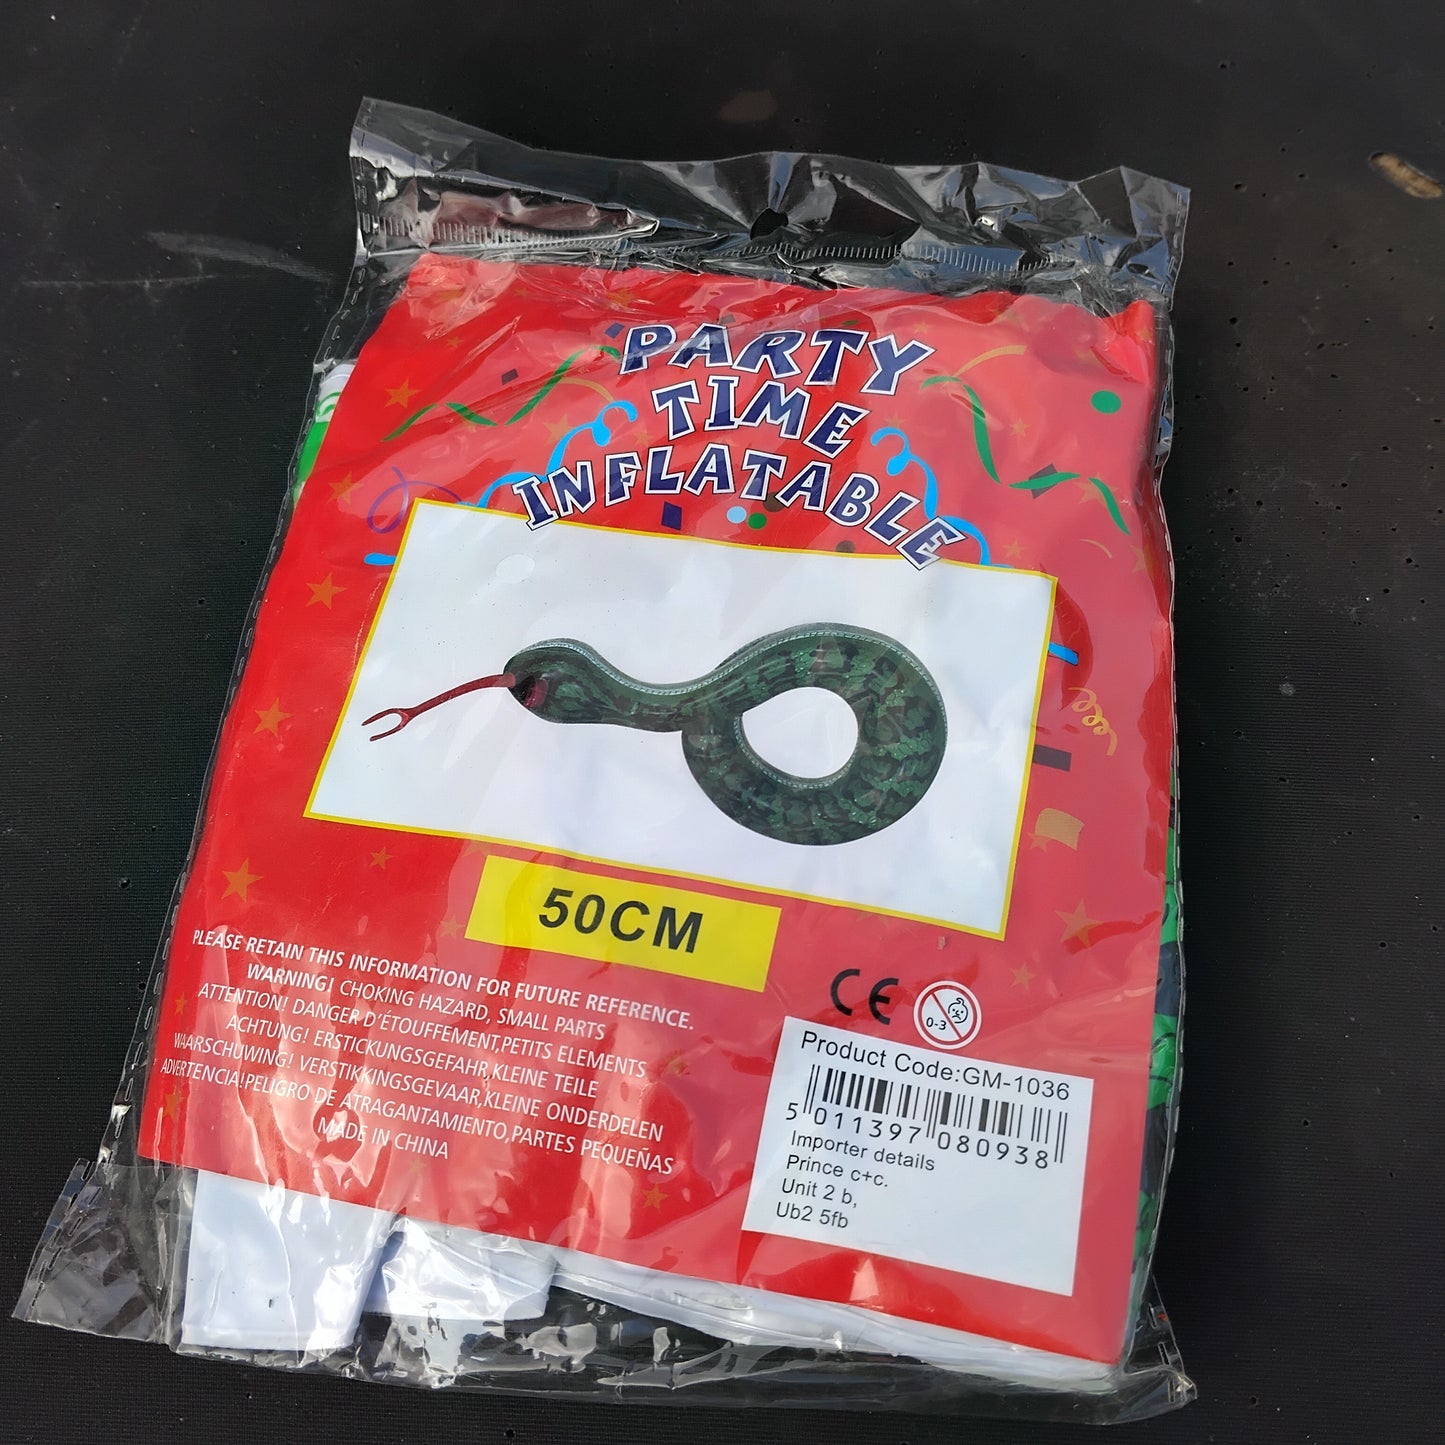 PARTY
TIME
INFLATABLE
50CM
PLEASE RETAIN THIS INFORMATION FOR FUTURE REFERENCE.
WARNING! CHOKING HAZARD, SMALL PARTS
ATTENTION! DANGER D'ÉTOUFFEMENT,PETITS ELEMENTS
ACHTUNG! ERSTICKUNGSGEFAHR,KLEINE TEILE
WAARSCHUWING! VERSTIKKINGSGEVAAR,KLEINE ONDERDELEN
ADVERTENCIA!PELIGRO DE ATRAGANTAMIENTO,PARTES PEQUEÑAS
MADE IN CHINA
CE
0-3
Product Code:GM-1036
5 011397 080938
Importer details
Prince c+c.
Unit 2 b,
Ub2 5fb